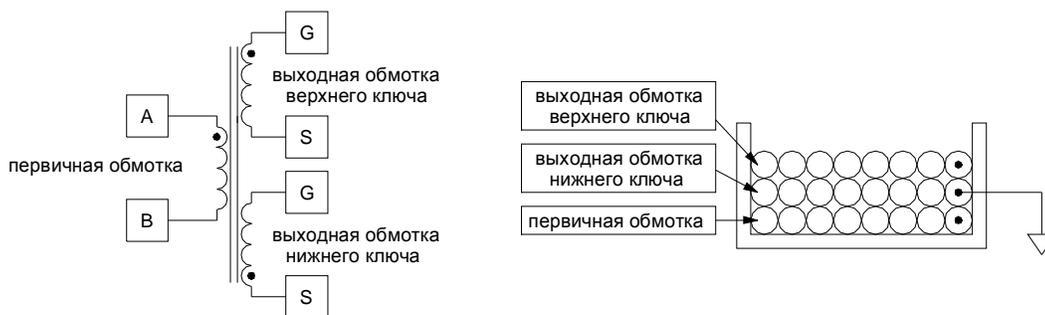 G
выходная обмотка
верхнего ключа
A
S
первичная обмотка
G
B
выходная обмотка
нижнего ключа
S
выходная обмотка
верхнего ключа
выходная обмотка
нижнего ключа
первичная обмотка